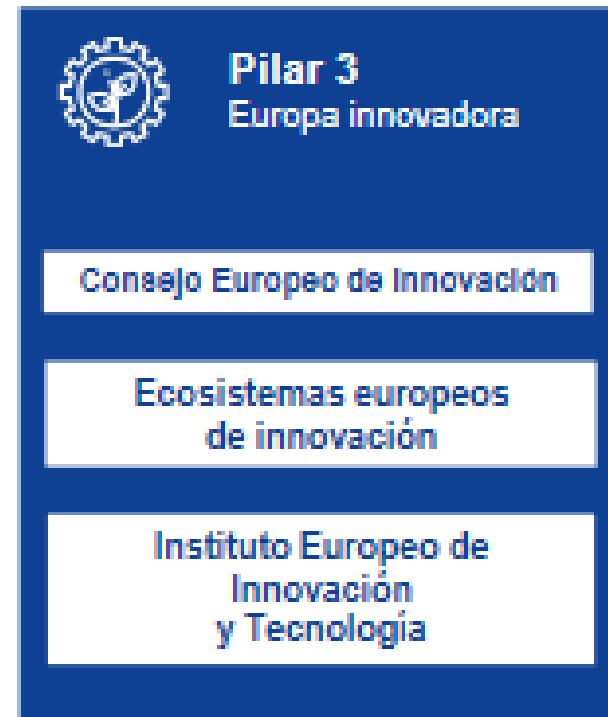 Pilar 3
Europa innovadora
Consejo Europeo de Innovación
Ecosistemas europeos
de innovación
Instituto Europeo de
Innovación
y Tecnología